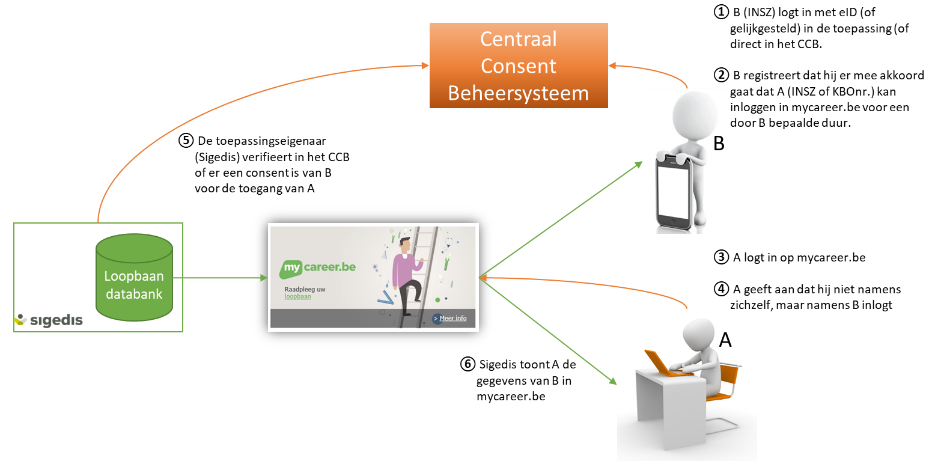 ① B (INSZ) logt in met eID (of
gelijkgesteld) in de toepassing (of
direct in het CCB.
Centraal
Consent
Beheersysteem
② B registreert dat hij er mee akkoord
gaat dat A (INSZ of KBOnr.) kan
inloggen in mycareer.be voor een
door B bepaalde duur.
B
⑤ De toepassingseigenaar
(Sigedis) verifieert in het CCB
of er een consent is van B
voor de toegang van A
Loopbaan
databank
sigedis
mycareer.be
Raadpleeg uw
loopbaan
> Meer info
③ A logt in op mycareer.be
④ A geeft aan dat hij niet namens
zichzelf, maar namens B inlogt
A
⑥ Sigedis toont A de
gegevens van B in
mycareer.be